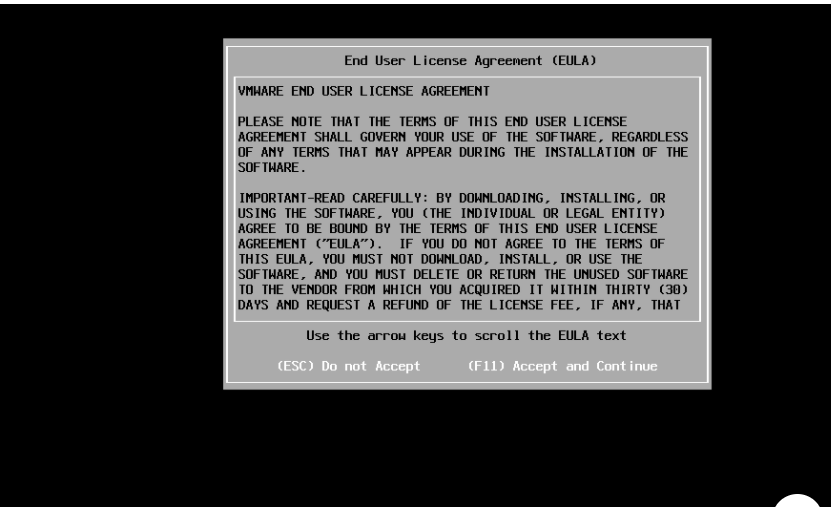 End User License Agreement (EULA)
VMWARE END USER LICENSE AGREEMENT
PLEASE NOTE THAT THE TERMS OF THIS END USER LICENSE
AGREEMENT SHALL GOVERN YOUR USE OF THE SOFTWARE, REGARDLESS
OF ANY TERMS THAT MAY APPEAR DURING THE INSTALLATION OF THE
SOFTWARE.
IMPORTANT-READ CAREFULLY: BY DOWNLOADING, INSTALLING, OR
USING THE SOFTWARE, YOU (THE INDIVIDUAL OR LEGAL ENTITY)
AGREE TO BE BOUND BY THE TERMS OF THIS END USER LICENSE
AGREEMENT ("EULA").  IF YOU DO NOT AGREE TO THE TERMS OF
THIS EULA, YOU MUST NOT DOWNLOAD, INSTALL, OR USE THE
SOFTWARE, AND YOU MUST DELETE OR RETURN THE UNUSED SOFTWARE
TO THE VENDOR FROM WHICH YOU ACQUIRED IT WITHIN THIRTY (30)
DAYS AND REQUEST A REFUND OF THE LICENSE FEE, IF ANY, THAT
Use the arrow keys to scroll the EULA text
(ESC) Do not Accept      (F11) Accept and Continue